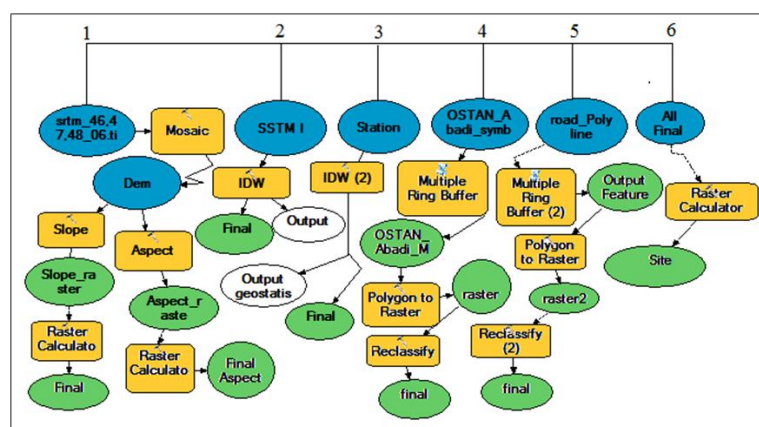 1 2 3 4 5 6
srtm_46,4
7,48_06.ti
Mosaic
SSTM I
Station
OSTAN_A
badi_symb
road_Poly
line
All
Final
Dem
IDW
IDW (2)
Multiple
Ring Buffer
Multiple
Ring
Buffer (2)
Output
Feature
Raster
Calculator
Slope
Aspect
Final
Output
OSTAN_
Abadi_M
Polygon
to Raster
Site
Slope_ra
ster
Aspect_r
aste
Output
geostatis
Final
Polygon to
Raster
raster
raster2
Raster
Calculato
Raster
Calculato
Final
Aspect
Reclassify
Reclassify
(2)
Final
final
final